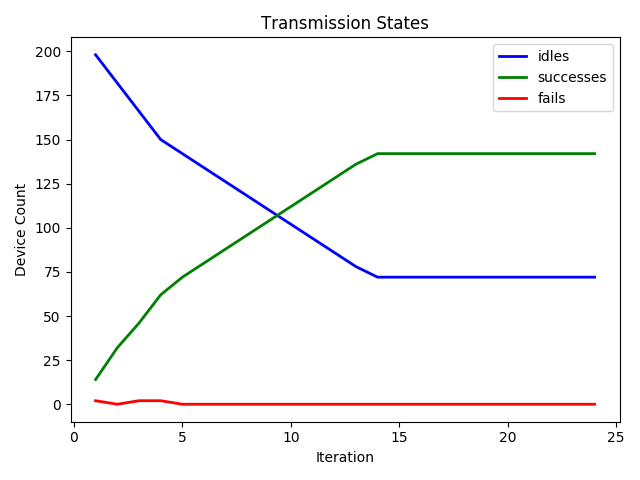 Transmission States
200
175
150
125
100
75
50
25
0
Device Count
idles
successes
fails
0 5 10 15 20 25
Iteration